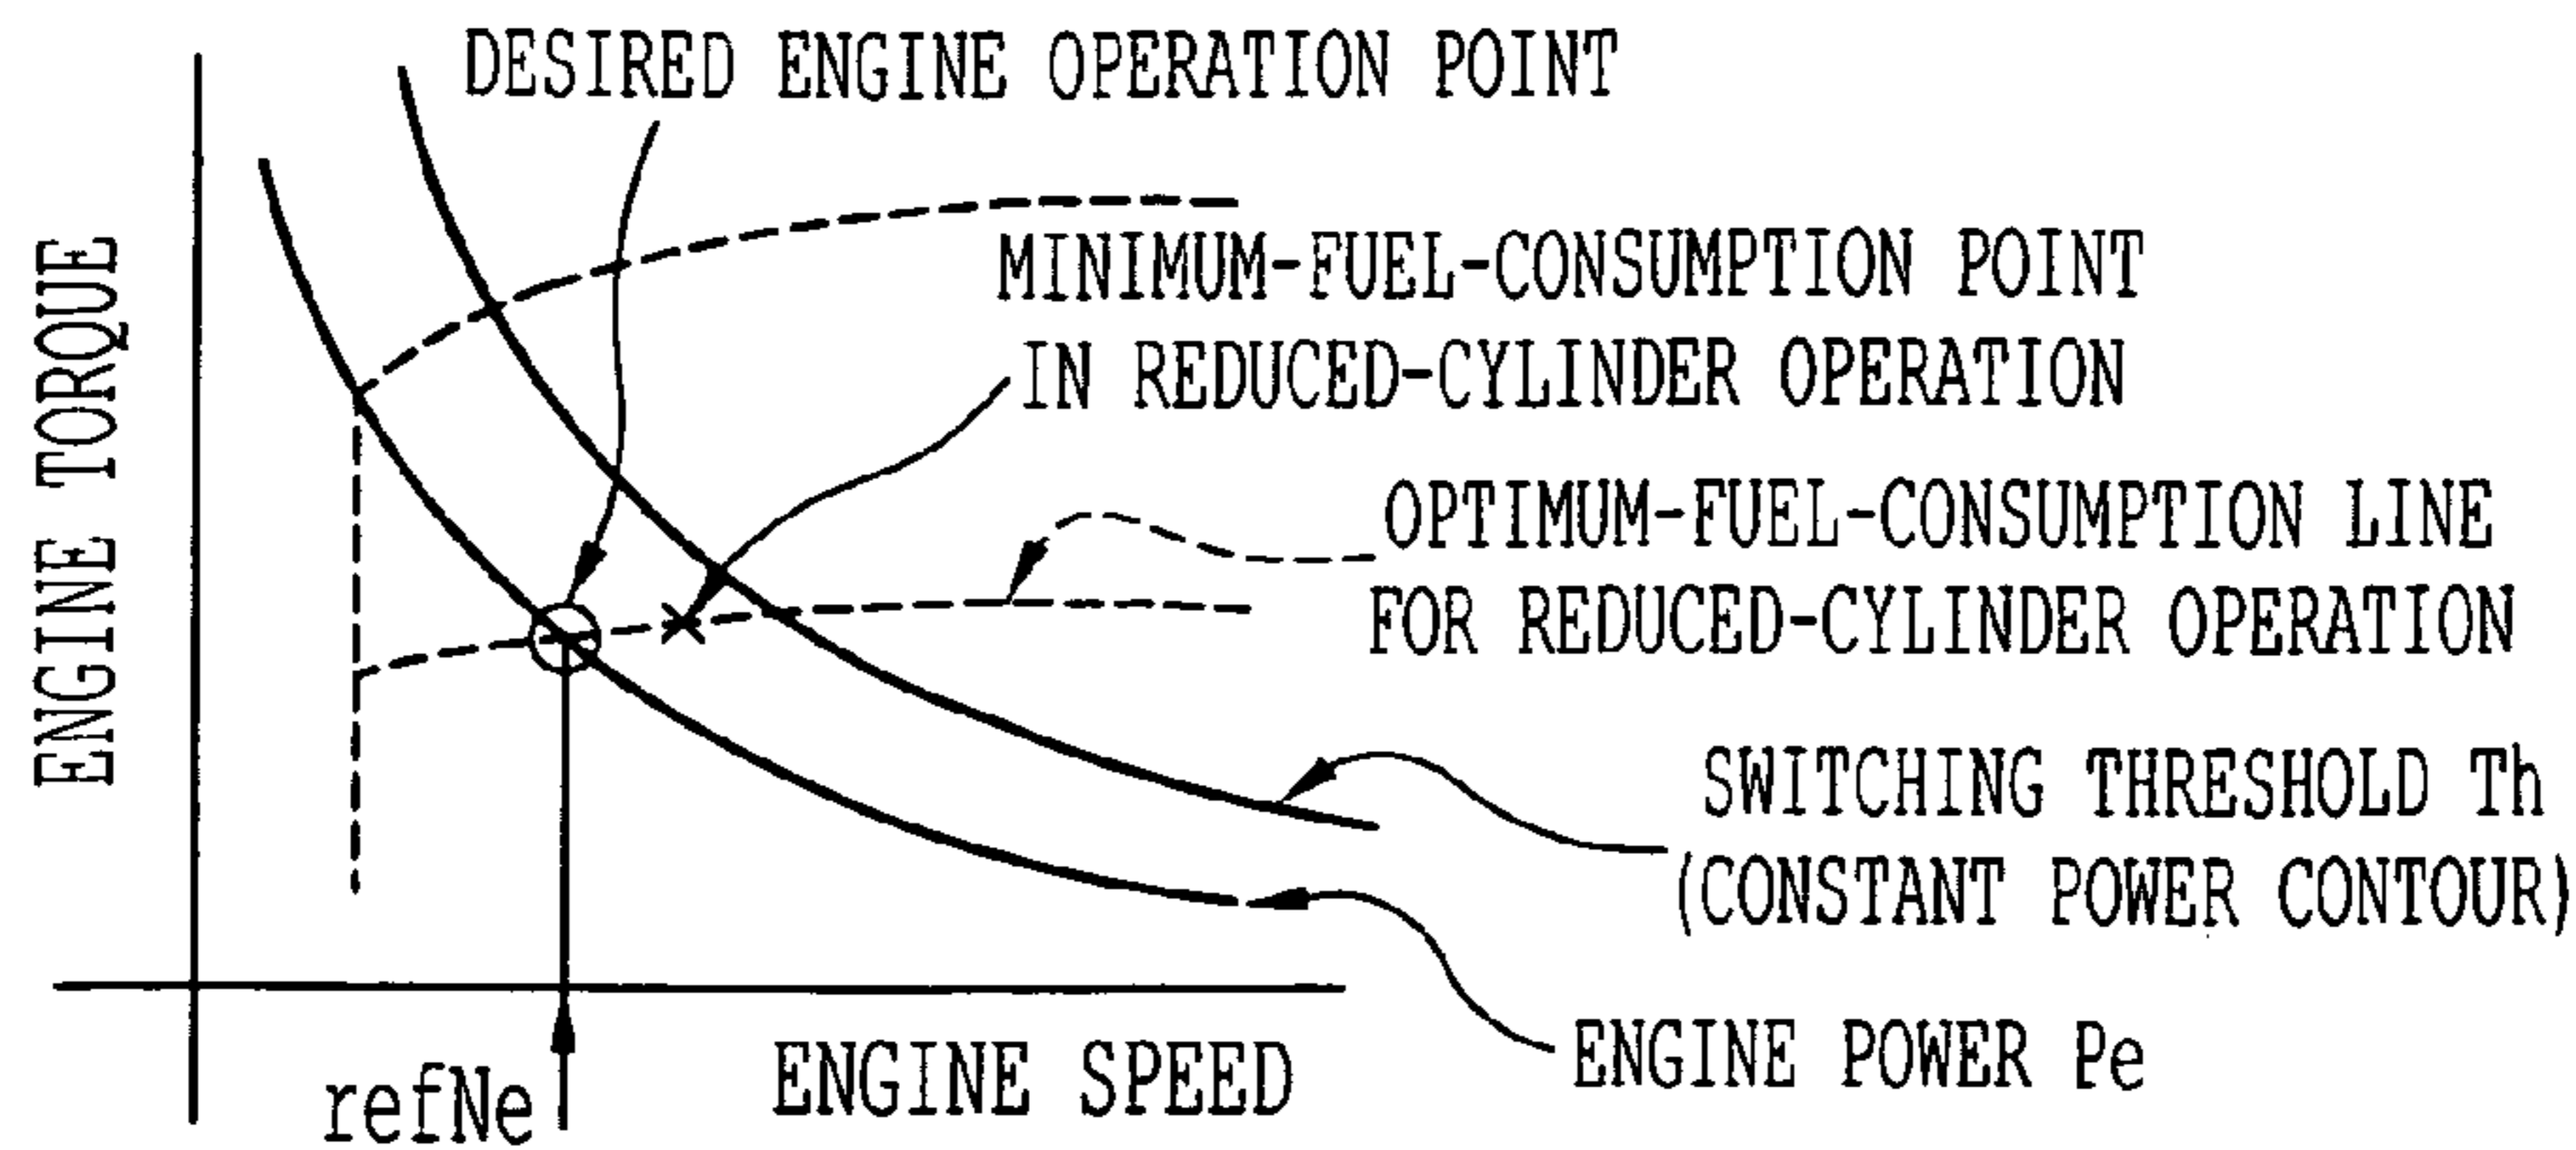 DESIRED ENGINE OPERATION POINT
MINIMUM-FUEL-CONSUMPTION POINT
IN REDUCED-CYLINDER OPERATION
OPTIMUM-FUEL-CONSUMPTION LINE
FOR REDUCED-CYLINDER OPERATION
SWITCHING THRESHOLD Th
(CONSTANT POWER CONTOUR)
ENGINE POWER Pe
ENGINE TORQUE
ENGINE SPEED
refNe